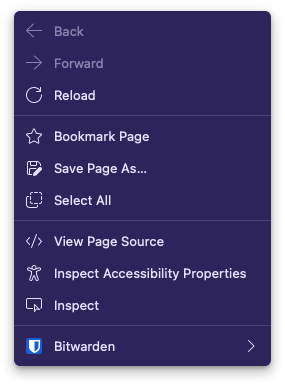 Back
Forward
Reload
Bookmark Page
Save Page As...
Select All
View Page Source
Inspect Accessibility Properties
Inspect
Bitwarden